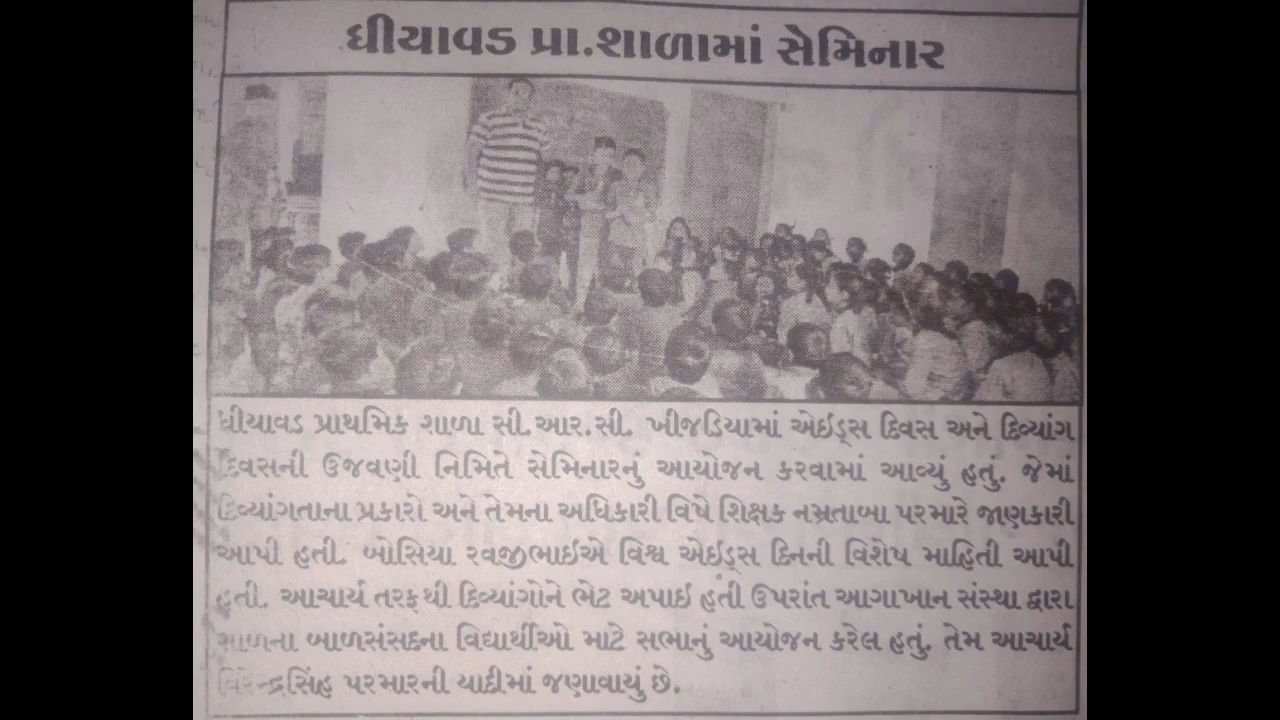 ધીયાવડ પ્રા.શાળામાં સેમિનાર
ધીયાવડ પ્રાથમિક શાળા સી.આર.સી. ખીજડિયામાં એઈડ્સ દિવસ અને દિવ્યાંગ
દિવસની ઉજવણી નિમિતે સેમિનારનું આયોજન કરવામાં આવ્યું હતું. જેમાં
દિવ્યાંગતાના પ્રકારો અને તેમના અધિકારી વિષે શિક્ષક નમ્રતાબા પરમારે જાણકારી
આપી હતી. બોસિયા રવજીભાઈએ વિશ્વ એઈડ્સ દિનની વિશેષ માહિતી આપી
હતી. આચાર્ય તરફથી દિવ્યાંગોને ભેટ અપાઈ હતી ઉપરાંત આગાખાન સંસ્થા દ્વારા
શાળના બાળસંસદના વિદ્યાર્થીઓ માટે સભાનું આયોજન કરેલ હતું. તેમ આચાર્ય
વિરેન્દ્રસિંહ પરમારની યાદીમાં જણાવાયું છે.